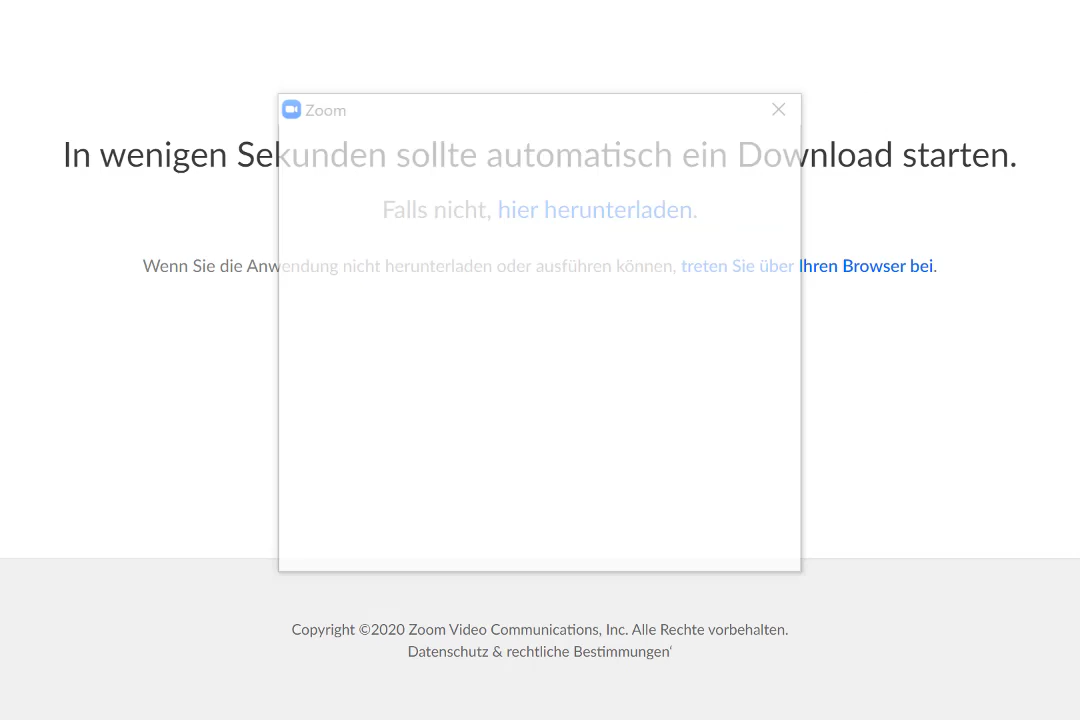 Zoom
In wenigen Sekunden sollte automatisch ein Download starten.
Falls nicht, hier herunterladen.
Wenn Sie die Anwendung nicht herunterladen oder ausführen können, treten Sie über Ihren Browser bei.
Copyright ©2020 Zoom Video Communications, Inc. Alle Rechte vorbehalten.
Datenschutz & rechtliche Bestimmungen‘